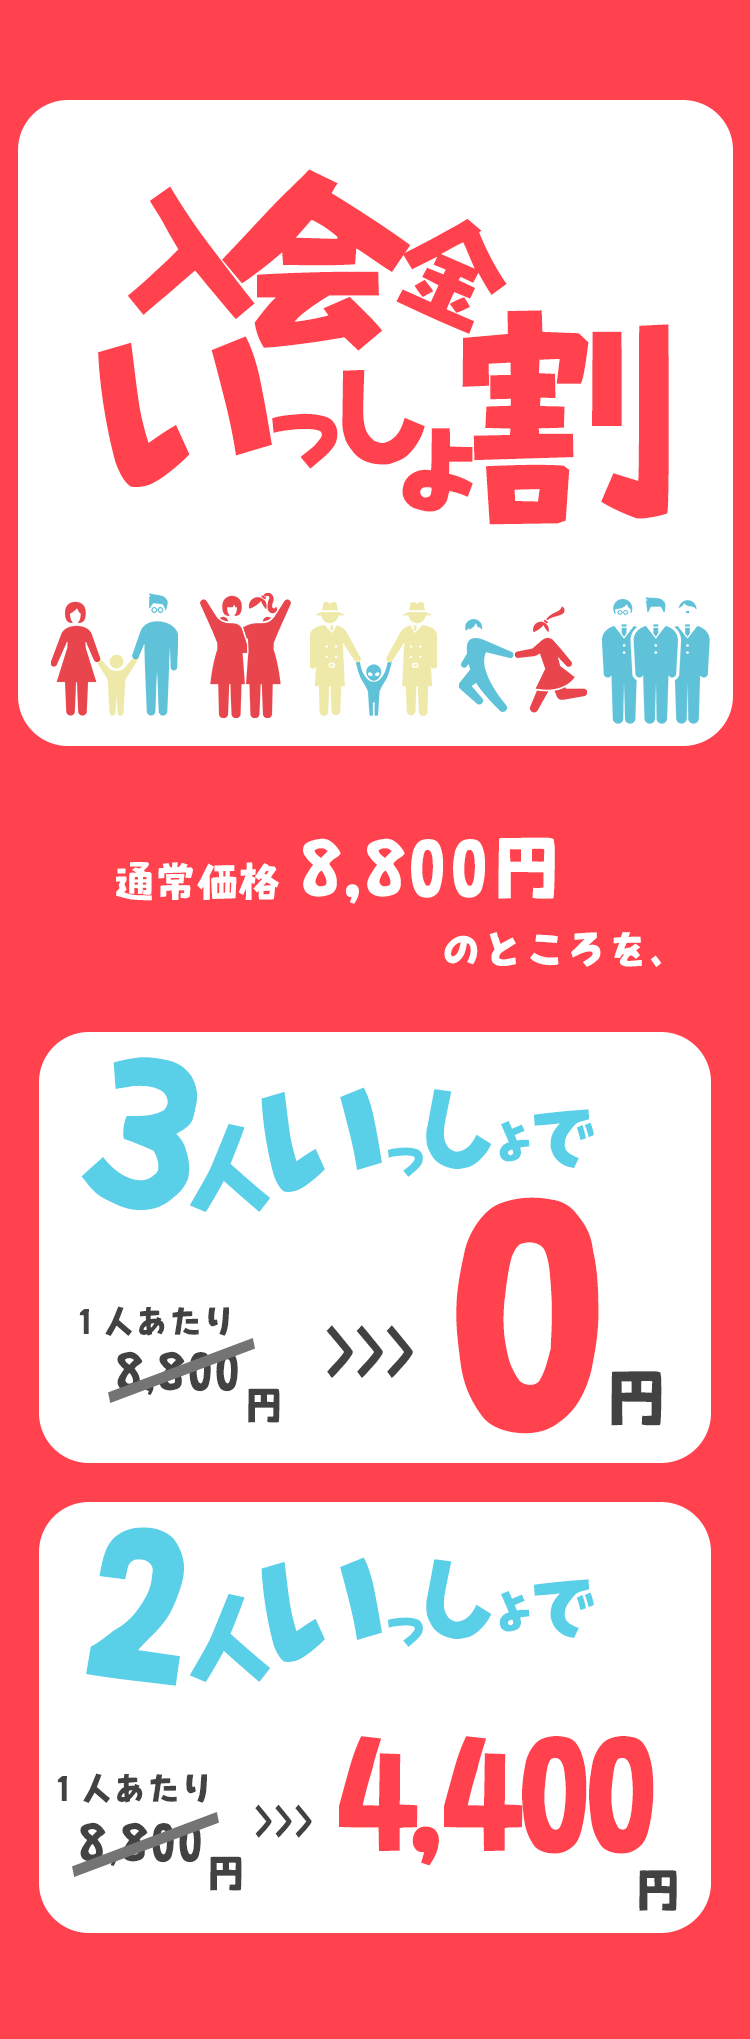 入会金
いっしょ割
通常価格 8,800円
のところを、
3人いっしょで
1人あたり
8,800円 >>> 0円
2人いっしょで
1人あたり
8,800円 >>> 4,400円